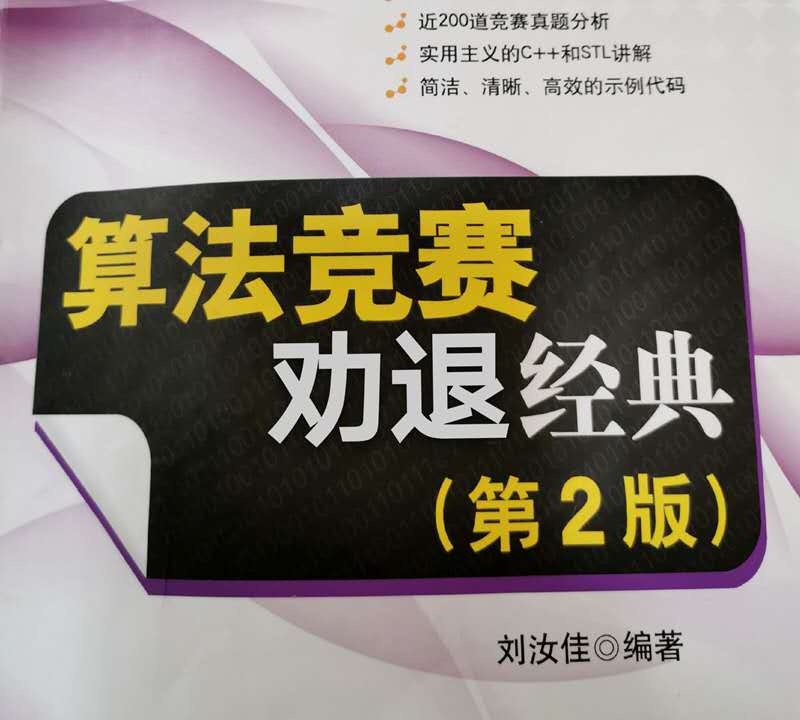 近200道竞赛真题分析
实用主义的C++和STL讲解
简洁、清晰、高效的示例代码
算法竞赛
劝退经典
(第2版)
刘汝佳◎编著